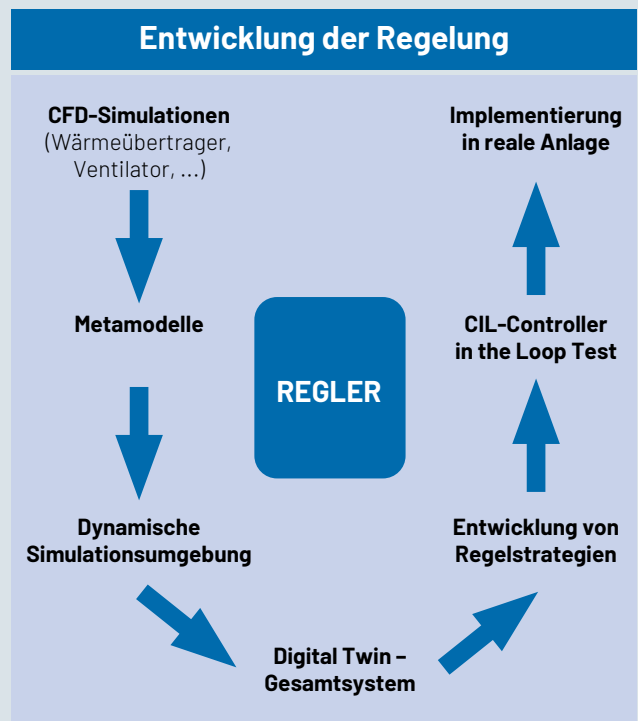 Entwicklung der Regelung
CFD-Simulationen
(Wärmeübertrager,
Ventilator, ...)
Metamodelle
Dynamische
Simulationsumgebung
Digital Twin –
Gesamtsystem
Entwicklung von
Regelstrategien
CIL-Controller
in the Loop Test
Implementierung
in reale Anlage
REGLER